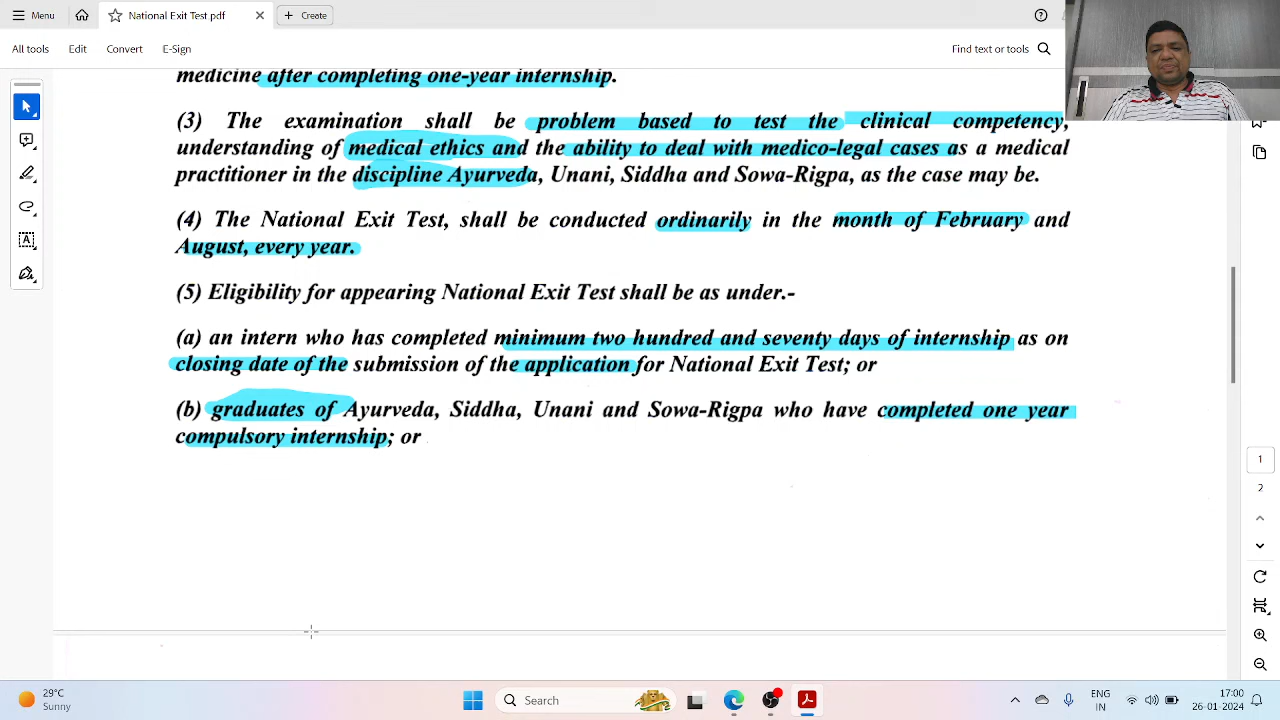 Menu
National Exit Test.pdf
Create
All tools
Edit
Convert
E-Sign
Find text or tools
medicine after completing one-year internship.
(3) The examination shall be problem based to test the clinical competency,
understanding of medical ethics and the ability to deal with medico-legal cases as a medical
practitioner in the discipline Ayurveda, Unani, Siddha and Sowa-Rigpa, as the case may be.
(4) The National Exit Test, shall be conducted ordinarily in the month of February and
August, every year.
(5) Eligibility for appearing National Exit Test shall be as under.-
(a) an intern who has completed minimum two hundred and seventy days of internship as on
closing date of the submission of the application for National Exit Test; or
(b) graduates of Ayurveda, Siddha, Unani and Sowa-Rigpa who have completed one year
compulsory internship; or
1
2
29°C
Sunny
Search
ENG
IN
17:00
26-01-2026